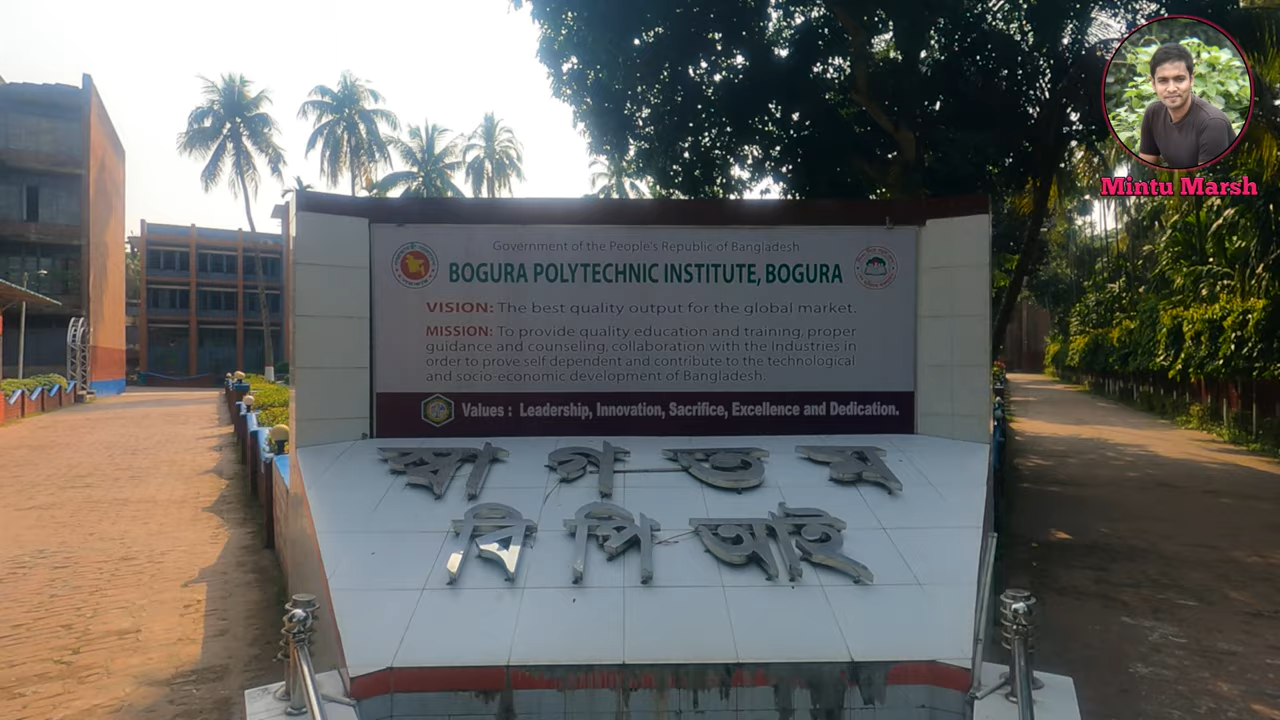 Mintu Marsh
Government of the People's Republic of Bangladesh
BOGURA POLYTECHNIC INSTITUTE, BOGURA
VISION: The best quality output for the global market.
MISSION: To provide quality education and training, proper
guidance and counseling, collaboration with the Industries in
order to prove self-dependent and contribute to the technological
and socio-economic development of Bangladesh.
Values : Leadership, Innovation, Sacrifice, Excellence and Dedication.
স্বাগতম
বিপিআই